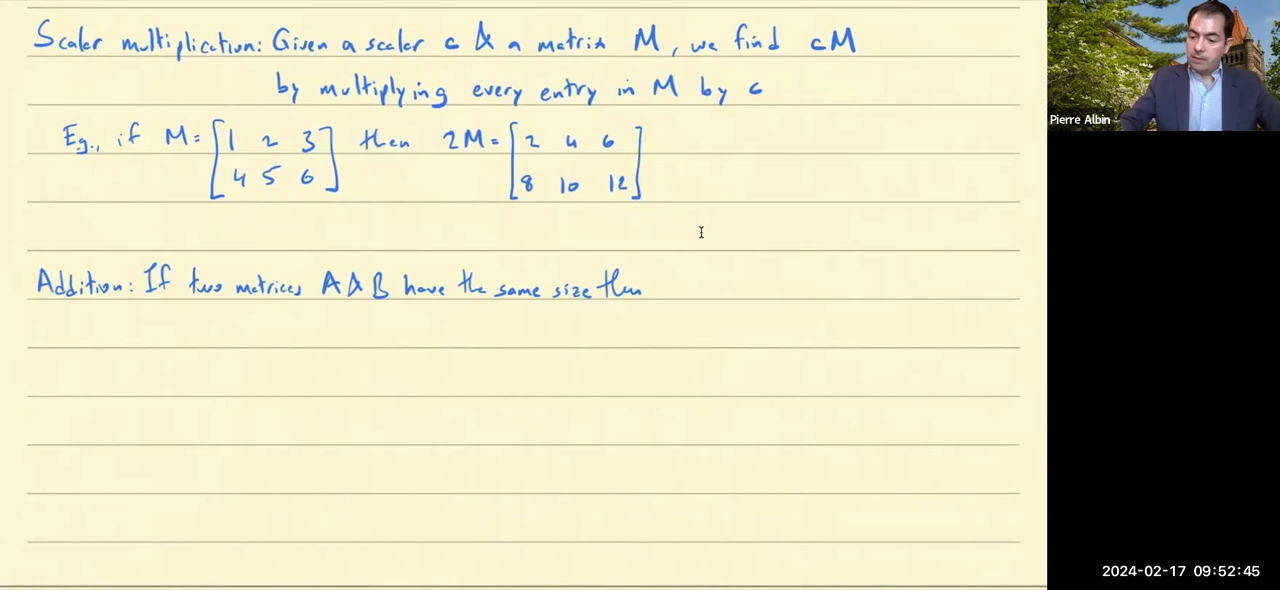 Scalar multiplication: Given a scalar c & a matrix M, we find cM
by multiplying every entry in M by c
Eg., if M = [1 2 3 then 2M = [2 4 6
4 5 6] 8 10 12]
Addition: If two matrices A & B have the same size then
Pierre Albin
2024-02-17 09:52:45